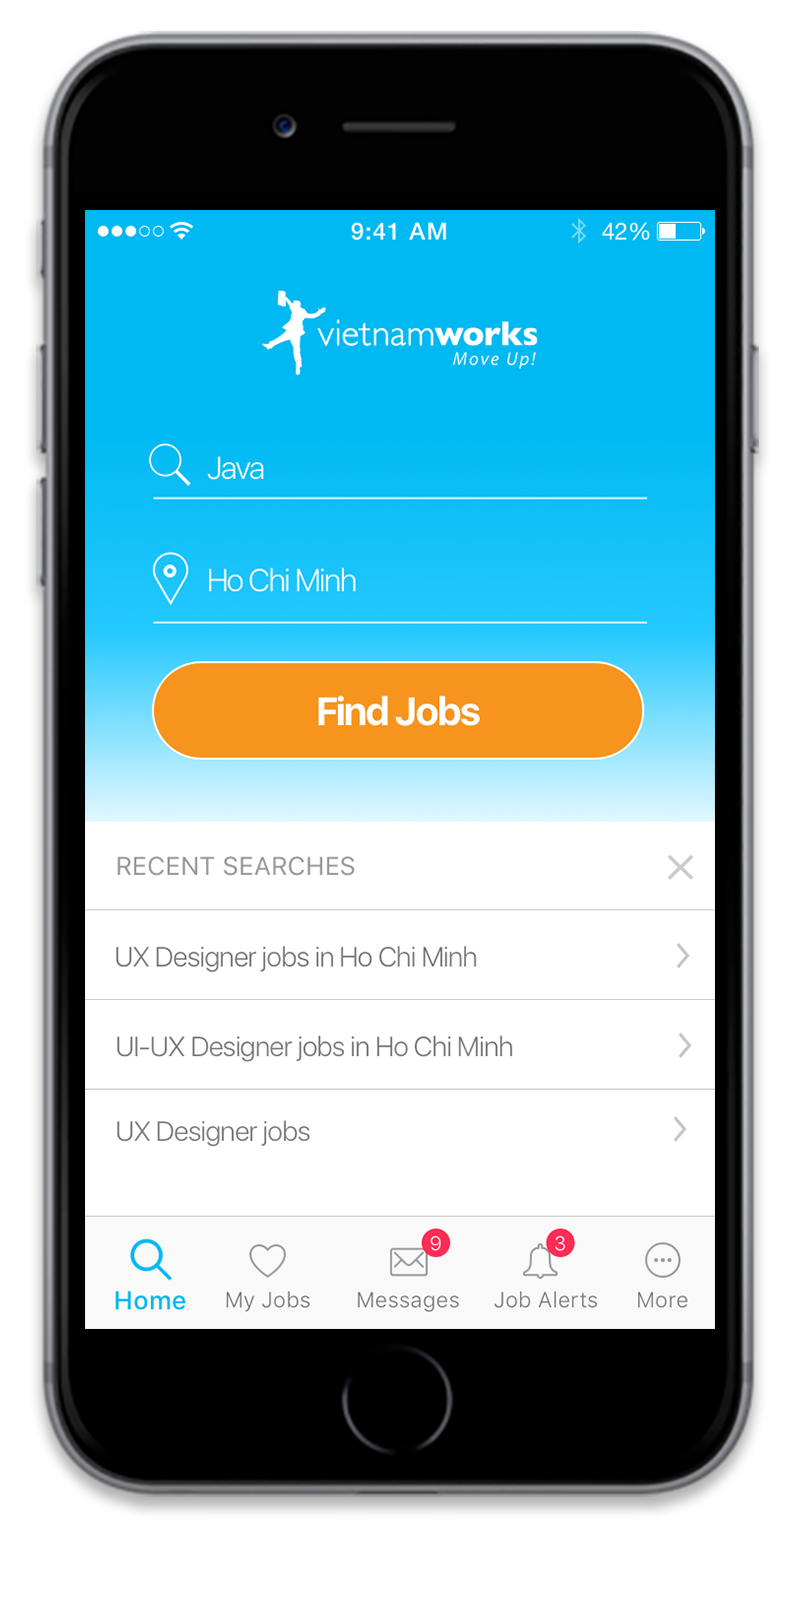 9:41 AM 42%
vietnamworks
Move Up!
Java
Ho Chi Minh
Find Jobs
RECENT SEARCHES
UX Designer jobs in Ho Chi Minh
UI-UX Designer jobs in Ho Chi Minh
UX Designer jobs
9 3
Home My Jobs Messages Job Alerts More